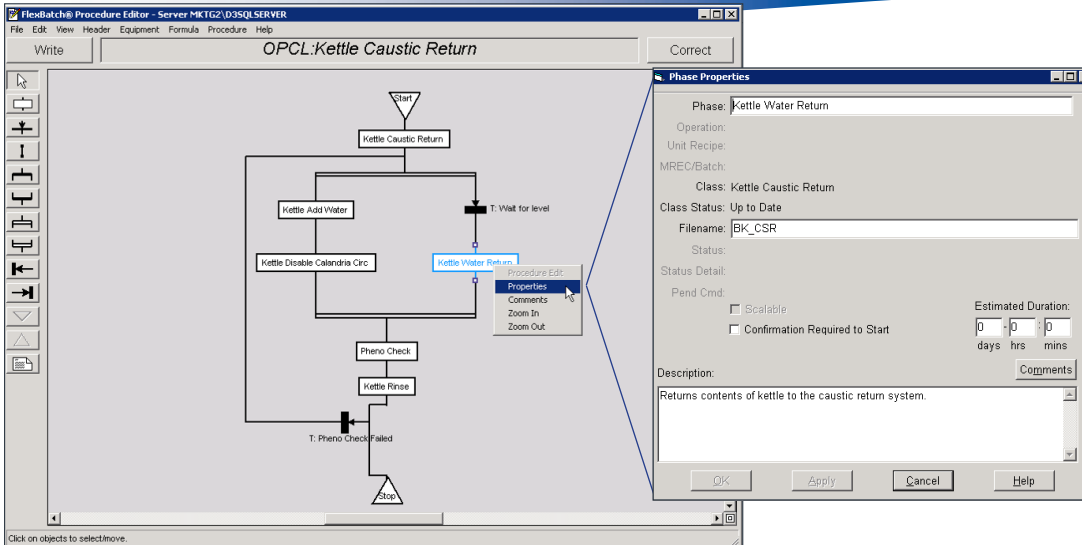 FlexBatch® Procedure Editor - Server MKTG2\D3SQLSERVER
File Edit View Header Equipment Formula Procedure Help
Write
OPCL:Kettle Caustic Return
Correct
Start
Kettle Caustic Return
Kettle Add Water
T: Wait for level
Kettle Disable Calandria Circ
Kettle Water Return
Procedure Edit
Properties
Comments
Zoom In
Zoom Out
Pheno Check
Kettle Rinse
T: Pheno Check Failed
Stop
Click on objects to select/move.
Phase Properties
Phase: Kettle Water Return
Operation:
Unit Recipe:
MREC/Batch:
Class: Kettle Caustic Return
Class Status: Up to Date
Filename: BK_CSR
Status:
Status Detail:
Pend Cmd:
Scalable
Estimated Duration:
Confirmation Required to Start
0 - 0 : 0
days hrs mins
Comments
Description:
Returns contents of kettle to the caustic return system.
OK Apply Cancel Help